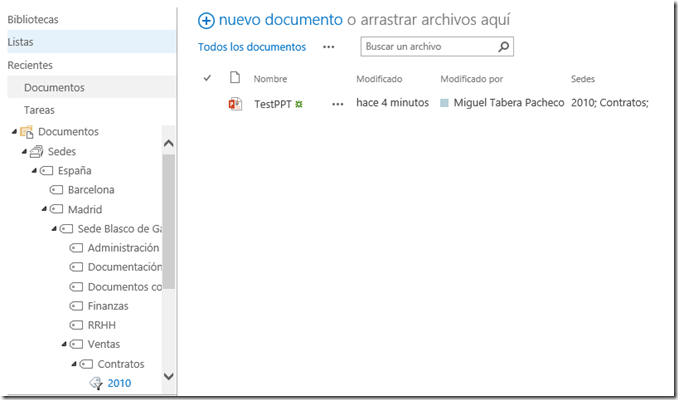 Bibliotecas
Listas
Recientes
Documentos
Tareas
Documentos
Sedes
España
Barcelona
Madrid
Sede Blasco de Ga
Administración
Documentación
Documentos co
Finanzas
RRHH
Ventas
Contratos
2010
nuevo documento o arrastrar archivos aquí
Todos los documentos ...
Buscar un archivo
Nombre Modificado Modificado por Sedes
TestPPT ... hace 4 minutos Miguel Tabera Pacheco 2010; Contratos;